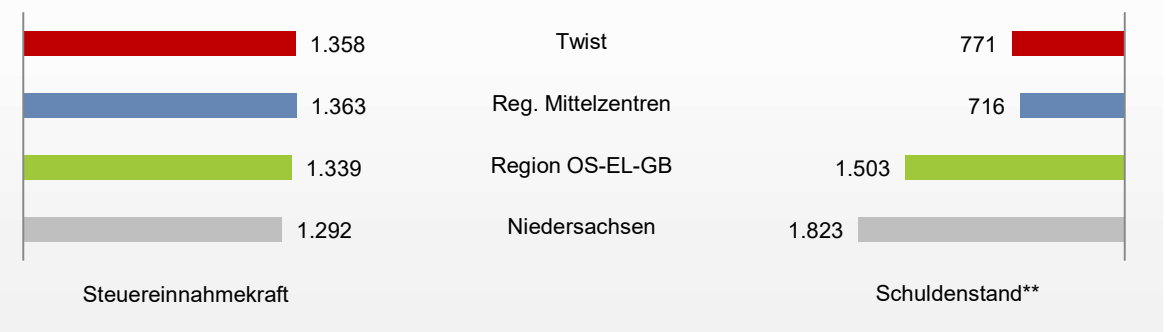 1.358 Twist 771
1.363 Reg. Mittelzentren 716
1.339 Region OS-EL-GB 1.503
1.292 Niedersachsen 1.823
Steuereinnahmekraft Schuldenstand**